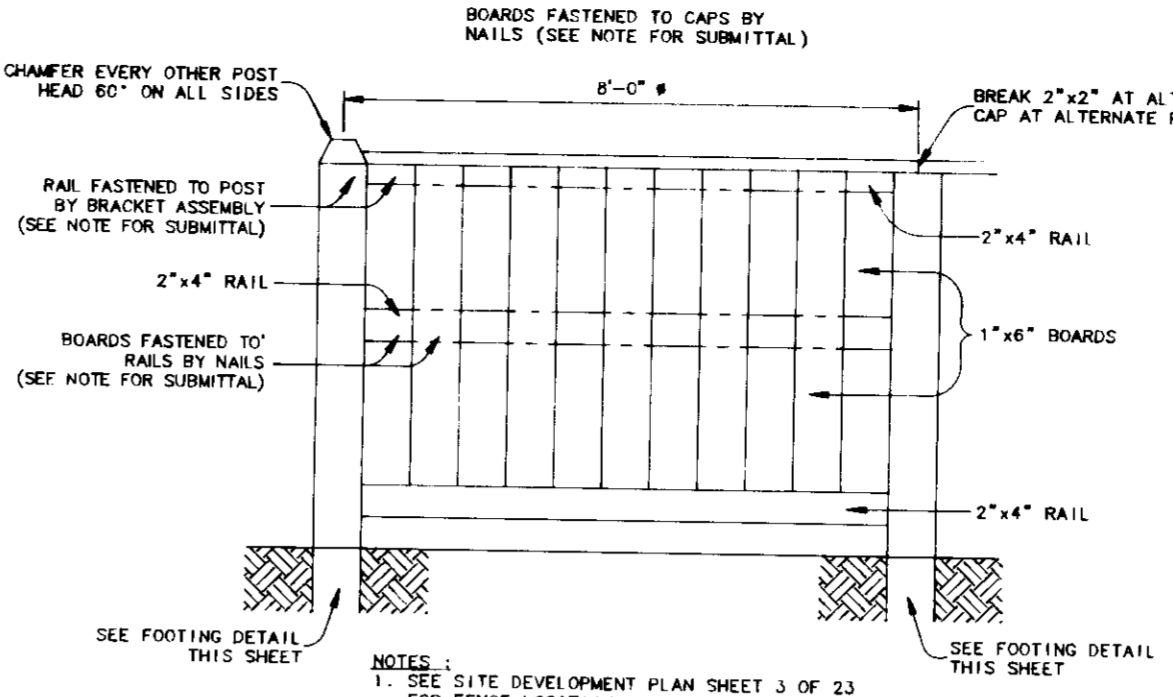 BOARDS FASTENED TO CAPS BY
NAILS (SEE NOTE FOR SUBMITTAL)
CHAMFER EVERY OTHER POST
HEAD 60° ON ALL SIDES
8'-0"
BREAK 2"x2" AT
CAP AT ALTERNATE
RAIL FASTENED TO POST
BY BRACKET ASSEMBLY
(SEE NOTE FOR SUBMITTAL)
2"x4" RAIL
2"x4" RAIL
BOARDS FASTENED TO'
RAILS BY NAILS
(SEE NOTE FOR SUBMITTAL)
1"x6" BOARDS
2"x4" RAIL
SEE FOOTING DETAIL
THIS SHEET
SEE FOOTING DETAIL
THIS SHEET
NOTES :
1. SEE SITE DEVELOPMENT PLAN SHEET 3 OF 23